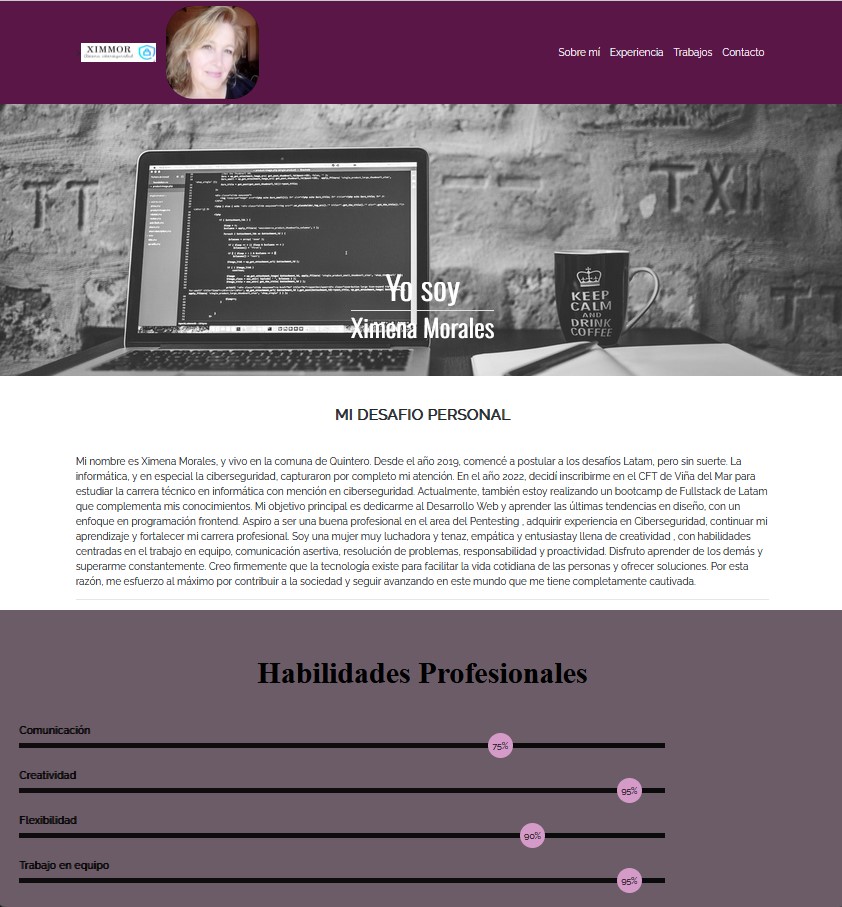 XIMMOR
Sobre mí Experiencia Trabajos Contacto
KEEP
CALM
AND
DRINK
COFFEE
Yo soy
Ximena Morales
MI DESAFIO PERSONAL
Mi nombre es Ximena Morales, y vivo en la comuna de Quintero. Desde el año 2019, comencé a postular a los desafíos Latam, pero sin suerte. La
informática, y en especial la ciberseguridad, capturaron por completo mi atención. En el año 2022, decidí inscribirme en el CFT de Viña del Mar para
estudiar la carrera técnico en informática con mención en ciberseguridad. Actualmente, también estoy realizando un bootcamp de Fullstack de Latam
que complementa mis conocimientos. Mi objetivo principal es dedicarme al Desarrollo Web y aprender las últimas tendencias en diseño, con un
enfoque en programación frontend. Aspiro a ser una buena profesional en el area del Pentesting , adquirir experiencia en Ciberseguridad, continuar mi
aprendizaje y fortalecer mi carrera profesional. Soy una mujer muy luchadora y tenaz, empática y entusiastay llena de creatividad , con habilidades
centradas en el trabajo en equipo, comunicación asertiva, resolución de problemas, responsabilidad y proactividad. Disfruto aprender de los demás y
superarme constantemente. Creo firmemente que la tecnología existe para facilitar la vida cotidiana de las personas y ofrecer soluciones. Por esta
razón, me esfuerzo al máximo por contribuir a la sociedad y seguir avanzando en este mundo que me tiene completamente cautivada.
Habilidades Profesionales
Comunicación
75%
Creatividad
95%
Flexibilidad
90%
Trabajo en equipo
95%